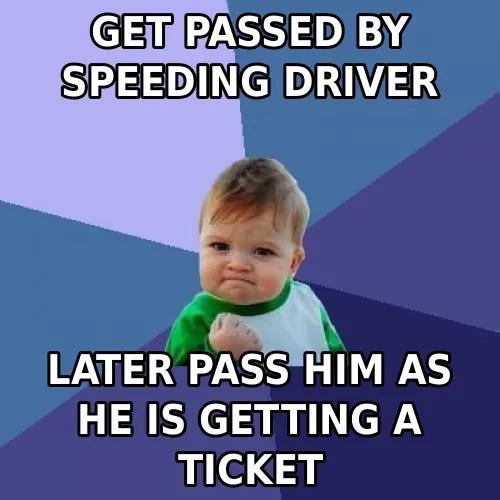 GET PASSED BY
SPEEDING DRIVER
LATER PASS HIM AS
HE IS GETTING A
TICKET